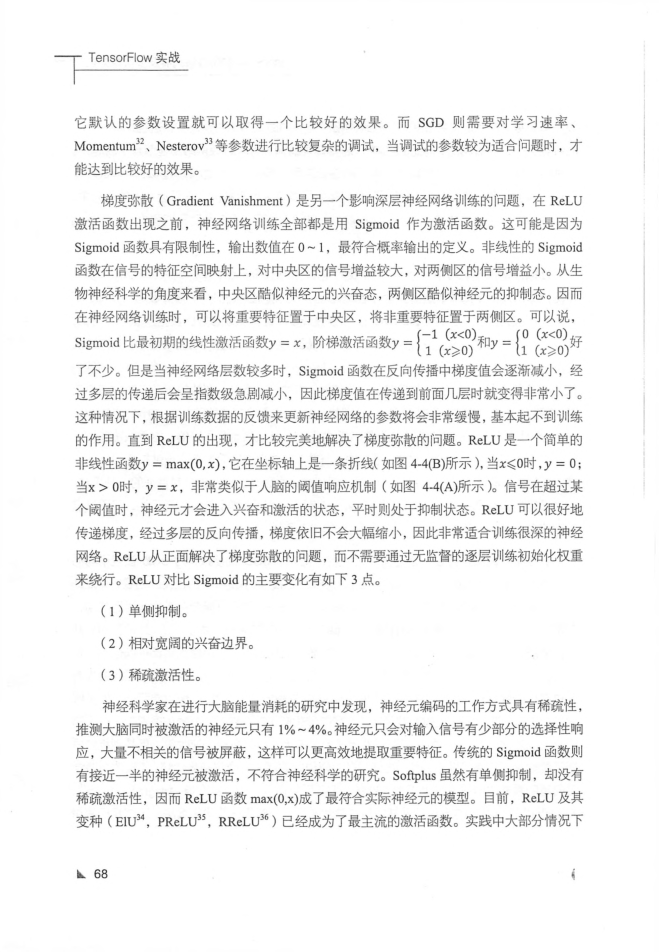 TensorFlow 实战
它默认的参数设置就可以取得一个比较好的效果。而 SGD 则需要对学习速率、
Momentum³²、Nesterov³³ 等参数进行比较复杂的调试，当调试的参数较为适合问题时，才
能达到比较好的效果。
梯度弥散（Gradient Vanishment）是另一个影响深层神经网络训练的问题，在 ReLU
激活函数出现之前，神经网络训练全部都是用 Sigmoid 作为激活函数。这可能是因为
Sigmoid 函数具有限制性，输出数值在 0~1，最符合概率输出的定义。非线性的 Sigmoid
函数在信号的特征空间映射上，对中央区的信号增益较大，对两侧区的信号增益小。从生
物神经科学的角度来看，中央区酷似神经元的兴奋态，两侧区酷似神经元的抑制态。因而
在神经网络训练时，可以将重要特征置于中央区，将非重要特征置于两侧区。可以说，
Sigmoid 比最初期的线性激活函数y = x，阶梯激活函数y = {−1 (x<0) 1 (x⩾0) 和y = {0 (x<0) 1 (x⩾0) 好
了不少。但是当神经网络层数较多时，Sigmoid 函数在反向传播中梯度值会逐渐减小，经
过多层的传递后会呈指数级急剧减小，因此梯度值在传递到前面几层时就变得非常小了。
这种情况下，根据训练数据的反馈来更新神经网络的参数将会非常缓慢，基本起不到训练
的作用。直到 ReLU 的出现，才比较完美地解决了梯度弥散的问题。ReLU 是一个简单的
非线性函数y = max(0, x)，它在坐标轴上是一条折线（如图 4-4(B)所示），当x⩽0时，y = 0；
当x > 0时，y = x，非常类似于人脑的阈值响应机制（如图 4-4(A)所示）。信号在超过某
个阈值时，神经元才会进入兴奋和激活的状态，平时则处于抑制状态。ReLU 可以很好地
传递梯度，经过多层的反向传播，梯度依旧不会大幅缩小，因此非常适合训练很深的神经
网络。ReLU 从正面解决了梯度弥散的问题，而不需要通过无监督的逐层训练初始化权重
来绕行。ReLU 对比 Sigmoid 的主要变化有如下 3 点。
（1）单侧抑制。
（2）相对宽阔的兴奋边界。
（3）稀疏激活性。
神经科学家在进行大脑能量消耗的研究中发现，神经元编码的工作方式具有稀疏性，
推测大脑同时被激活的神经元只有 1%~4%。神经元只会对输入信号有少部分的选择性响
应，大量不相关的信号被屏蔽，这样可以更高效地提取重要特征。传统的 Sigmoid 函数则
有接近一半的神经元被激活，不符合神经科学的研究。Softplus 虽然有单侧抑制，却没有
稀疏激活性，因而 ReLU 函数 max(0,x)成了最符合实际神经元的模型。目前，ReLU 及其
变种（ElU³⁴，PReLU³⁵，RReLU³⁶）已经成为了最主流的激活函数。实践中大部分情况下
68